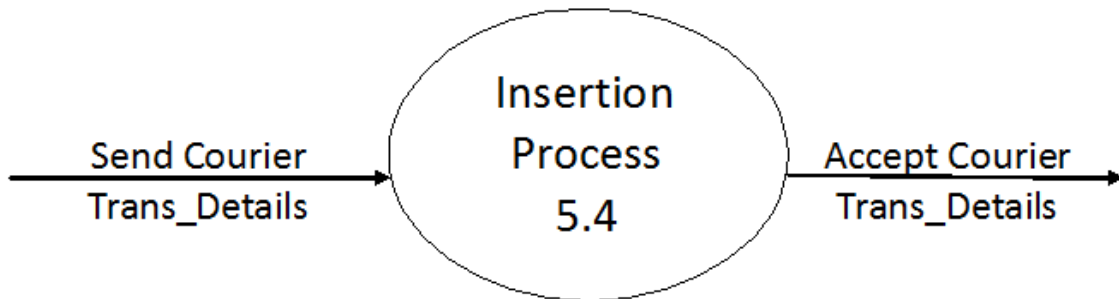 Send Courier
Trans_Details
Insertion
Process
5.4
Accept Courier
Trans_Details